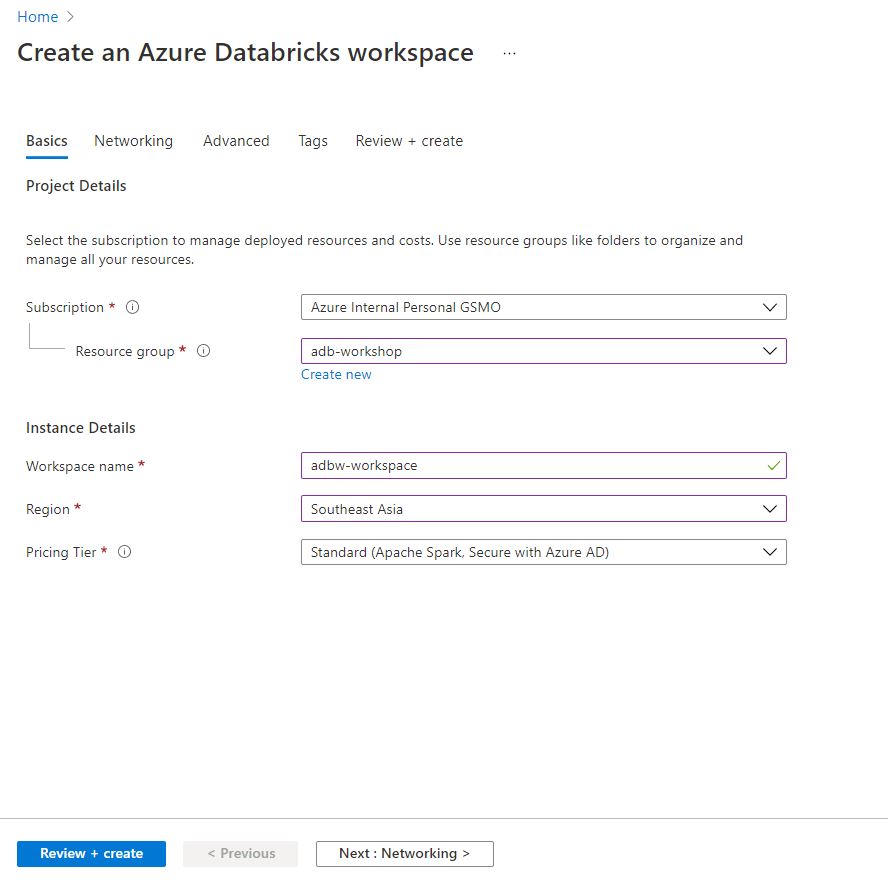 Home >
Create an Azure Databricks workspace ...
Basics Networking Advanced Tags Review + create
Project Details
Select the subscription to manage deployed resources and costs. Use resource groups like folders to organize and
manage all your resources.
Subscription * Azure Internal Personal GSMO
Resource group * adb-workshop
Create new
Instance Details
Workspace name * adbw-workspace
Region * Southeast Asia
Pricing Tier * Standard (Apache Spark, Secure with Azure AD)
Review + create < Previous Next : Networking >